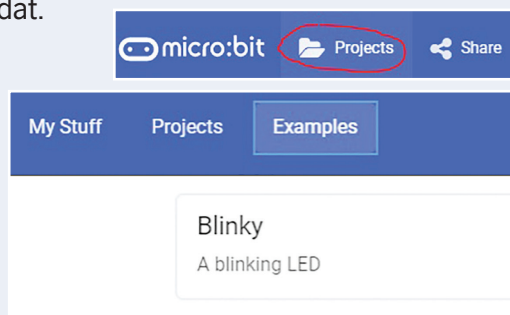 dat.
micro:bit Projects Share
My Stuff Projects Examples
Blinky
A blinking LED